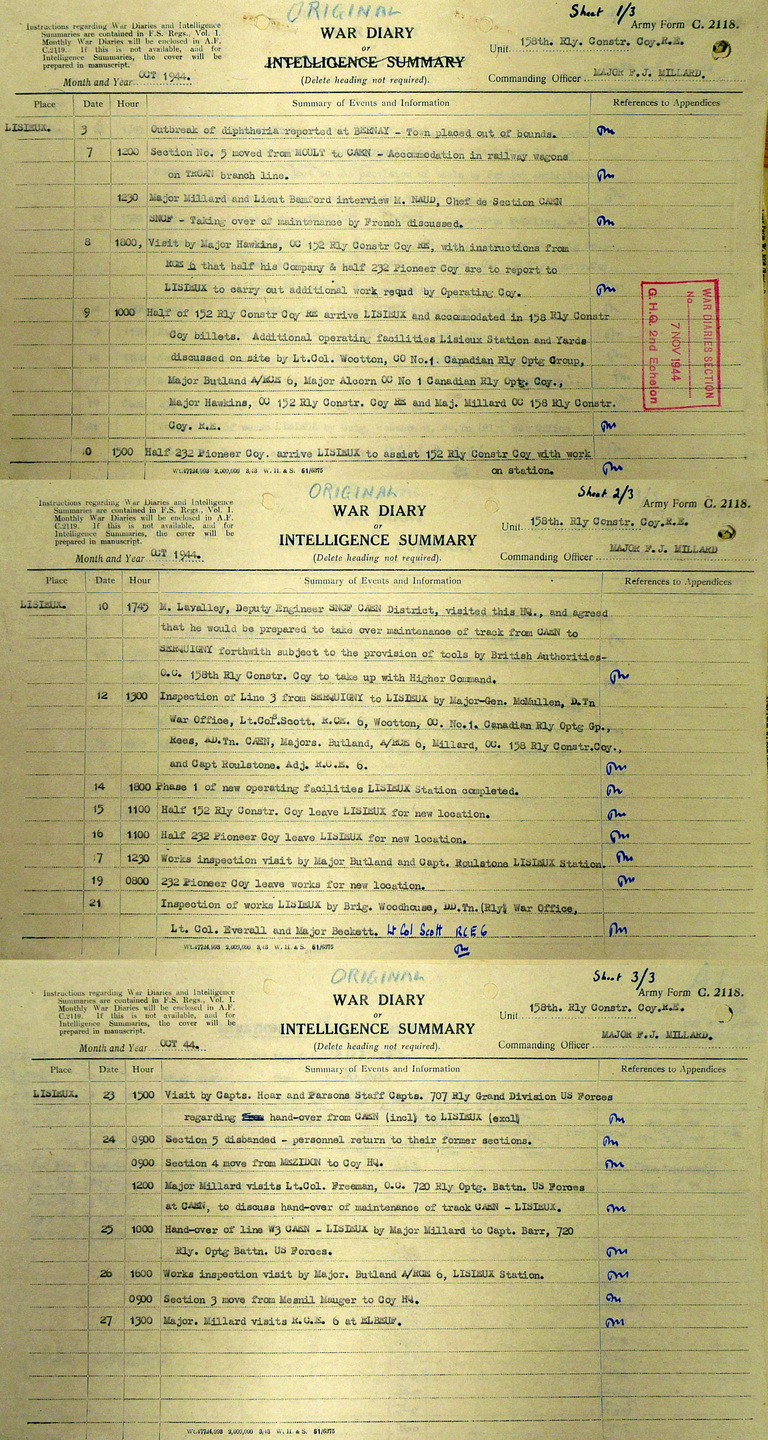 ORIGINAL
Sheet 1/3
Instructions regarding War Diaries and Intelligence
Summaries are contained in F.S. Regs., Vol. I.
Monthly War Diaries will be enclosed in A.F.
C.2119. If this is not available, and for
Intelligence Summaries, the cover will be
prepared in manuscript.
WAR DIARY
or
INTELLIGENCE SUMMARY
(Delete heading not required).
Army Form C. 2118.
Unit 158th. Rly. Constr. Coy.R.E.
Month and Year OCT 1944.
Commanding Officer MAJOR F.J. MILLARD.
Place Date Hour Summary of Events and Information References to Appendices
LISIEUX. 3 Outbreak of diphtheria reported at BERNAY - Town placed out of bounds.
7 1200 Section No. 5 moved from MOULT to CAEN - Accommodation in railway wagons
on TROAN branch line.
1230 Major Millard and Lieut Bamford interview M. NAUD, Chef de Section CAEN
SNCF - Taking over of maintenance by French discussed.
8 1800, Visit by Major Hawkins, OC 152 Rly Constr Coy RE, with instructions from
RCE 6 that half his Company & half 232 Pioneer Coy are to report to
LISIEUX to carry out additional work reqd by Operating Coy.
9 1000 Half of 152 Rly Constr Coy RE arrive LISIEUX and accommodated in 158 Rly Constr
Coy billets. Additional operating facilities Lisieux Station and Yards
discussed on site by Lt.Col. Wootton, CO No.1. Canadian Rly Optg Group,
Major Butland A/RCE 6, Major Alcorn OC No 1 Canadian Rly Optg. Coy.,
Major Hawkins, OC 152 Rly Constr. Coy RE and Maj. Millard OC 158 Rly Constr.
Coy. R.E.
0 1500 Half 232 Pioneer Coy. arrive LISIEUX to assist 152 Rly Constr Coy with work
on station.
WAR DIARIES SECTION
No.
7 NOV 1944
G.H.Q. 2nd Echelon
Wt.47724,993 2,000,000 3,43 W. H. & S. 51/6375
ORIGINAL
Sheet 2/3
Instructions regarding War Diaries and Intelligence
Summaries are contained in F.S. Regs., Vol. I.
Monthly War Diaries will be enclosed in A.F.
C.2119. If this is not available, and for
Intelligence Summaries, the cover will be
prepared in manuscript.
WAR DIARY
or
INTELLIGENCE SUMMARY
(Delete heading not required).
Army Form C. 2118.
Unit 158th. Rly Constr. Coy.R.E.
Month and Year OCT 1944.
Commanding Officer MAJOR F.J. MILLARD
Place Date Hour Summary of Events and Information References to Appendices
LISIEUX. 10 1745 M. Lavalley, Deputy Engineer SNCF CAEN District, visited this HQ., and agreed
that he would be prepared to take over maintenance of track from CAEN to
SERQUIGNY forthwith subject to the provision of tools by British Authorities-
O.C. 158th Rly Constr. Coy to take up with Higher Command.
12 1300 Inspection of Line 3 from SERQUIGNY to LISIEUX by Major-Gen. McMullen, D.Tn
War Office, Lt.Cols.Scott. R.CE. 6, Wootton, OC. No.1. Canadian Rly Optg Gp.,
Rees, AD.Tn. CAEN, Majors. Butland, A/RCE 6, Millard, OC. 158 Rly Constr.Coy.,
and Capt Roulstone. Adj. R.C.E. 6.
14 1800 Phase 1 of new operating facilities LISIEUX Station completed.
15 1100 Half 152 Rly Constr. Coy leave LISIEUX for new location.
16 1100 Half 232 Pioneer Coy leave LISIEUX for new location.
7 1230 Works inspection visit by Major Butland and Capt. Roulstone LISIEUX Station.
19 0800 232 Pioneer Coy leave works for new location.
21 Inspection of works LISIEUX by Brig. Woodhouse, DD.Tn.(Rly) War Office,
Lt. Col. Everall and Major Beckett. Lt Col Scott RCE6
Wt.47724,993 2,000,000 3,43 W. H. & S. 51/6375
ORIGINAL
Sheet 3/3
Instructions regarding War Diaries and Intelligence
Summaries are contained in F.S. Regs., Vol. I.
Monthly War Diaries will be enclosed in A.F.
C.2119. If this is not available, and for
Intelligence Summaries, the cover will be
prepared in manuscript.
WAR DIARY
or
INTELLIGENCE SUMMARY
(Delete heading not required).
Army Form C. 2118.
Unit 158th. Rly Constr. Coy.R.E.
Month and Year OCT 44.
Commanding Officer MAJOR F.J. MILLARD.
Place Date Hour Summary of Events and Information References to Appendices
LISIEUX. 23 1500 Visit by Capts. Hoar and Parsons Staff Capts. 707 Rly Grand Division US Forces
regarding hand-over from CAEN (incl) to LISIEUX (excl)
24 0900 Section 5 disbanded - personnel return to their former sections.
0900 Section 4 move from MEZIDON to Coy HQ.
1200 Major Millard visits Lt.Col. Freeman, O.C. 720 Rly Optg. Battn. US Forces
at CAEN, to discuss hand-over of maintenance of track CAEN - LISIEUX.
25 1000 Hand-over of line W3 CAEN - LISIEUX by Major Millard to Capt. Barr, 720
Rly. Optg Battn. US Forces.
26 1600 Works inspection visit by Major. Butland A/RCE 6, LISIEUX Station.
0900 Section 3 move from Mesnil Mauger to Coy HQ.
27 1300 Major. Millard visits R.C.E. 6 at ELBEUF.
Wt.47724,993 2,000,000 3,43 W. H. & S. 51/6375